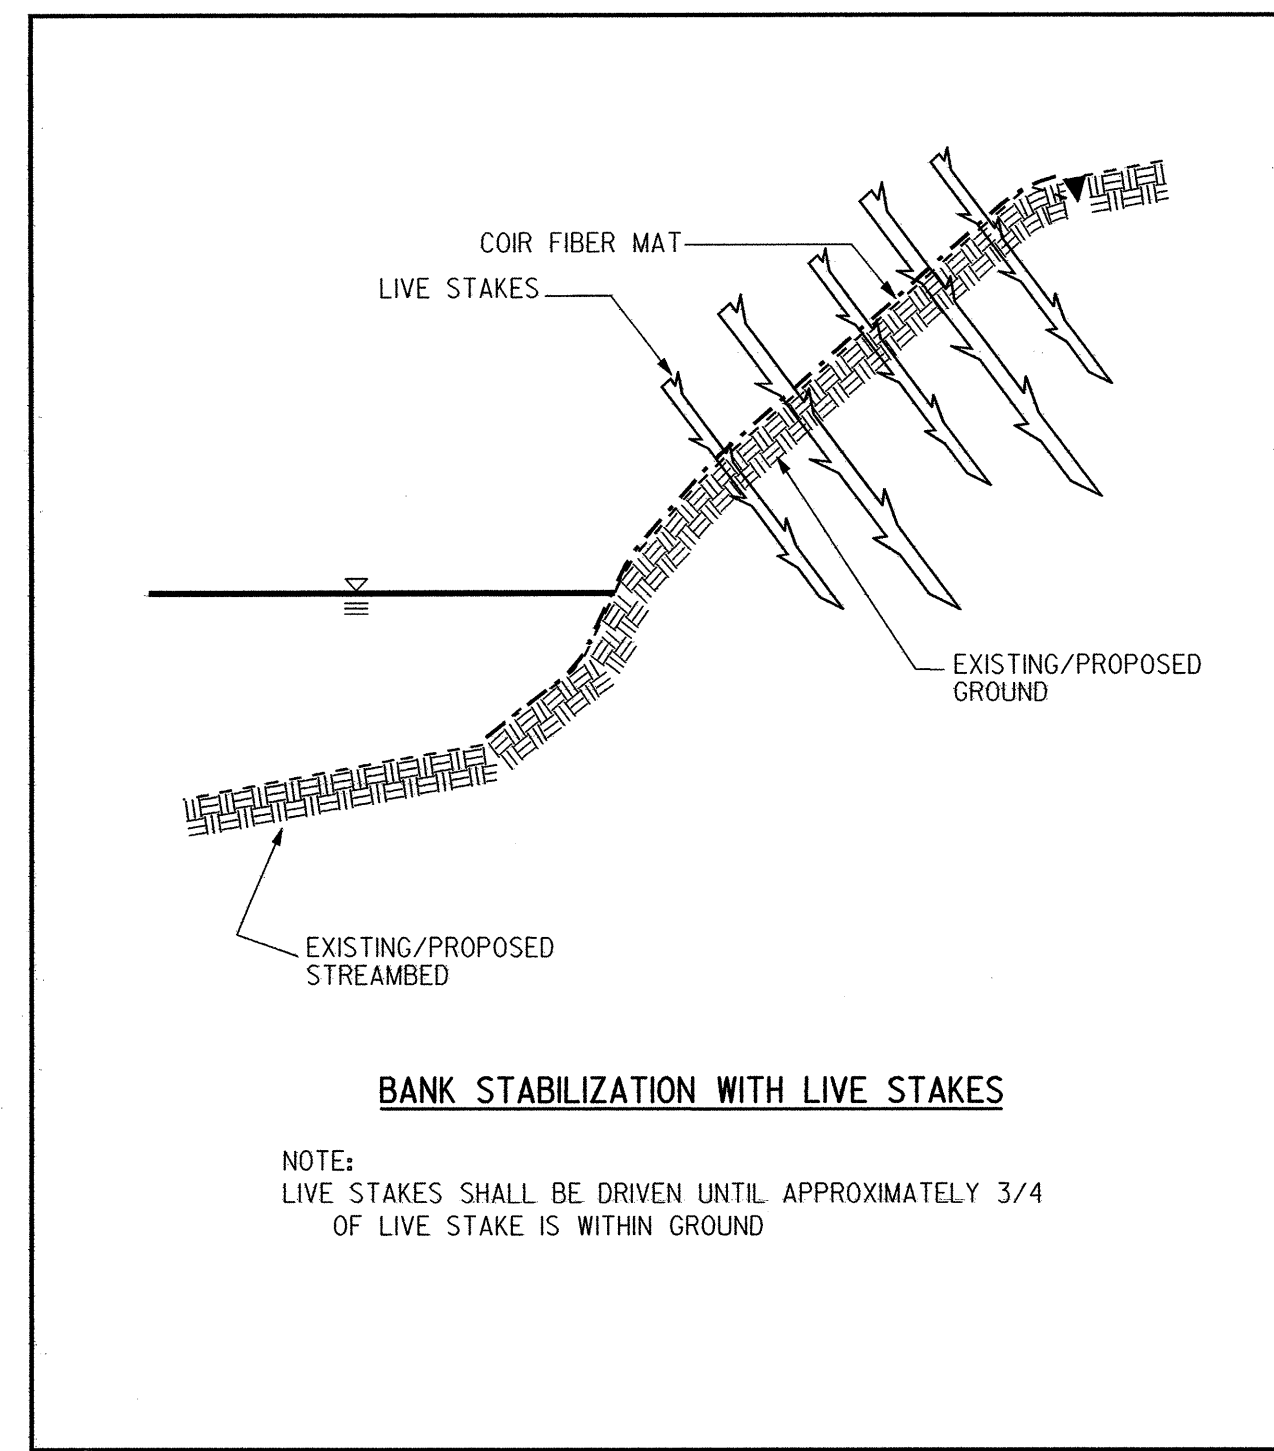 COIR FIBER MAT
LIVE STAKES
EXISTING/PROPOSED
GROUND
EXISTING/PROPOSED
STREAMBED
BANK STABILIZATION WITH LIVE STAKES
NOTE:
LIVE STAKES SHALL BE DRIVEN UNTIL APPROXIMATELY 3/4
OF LIVE STAKE IS WITHIN GROUND